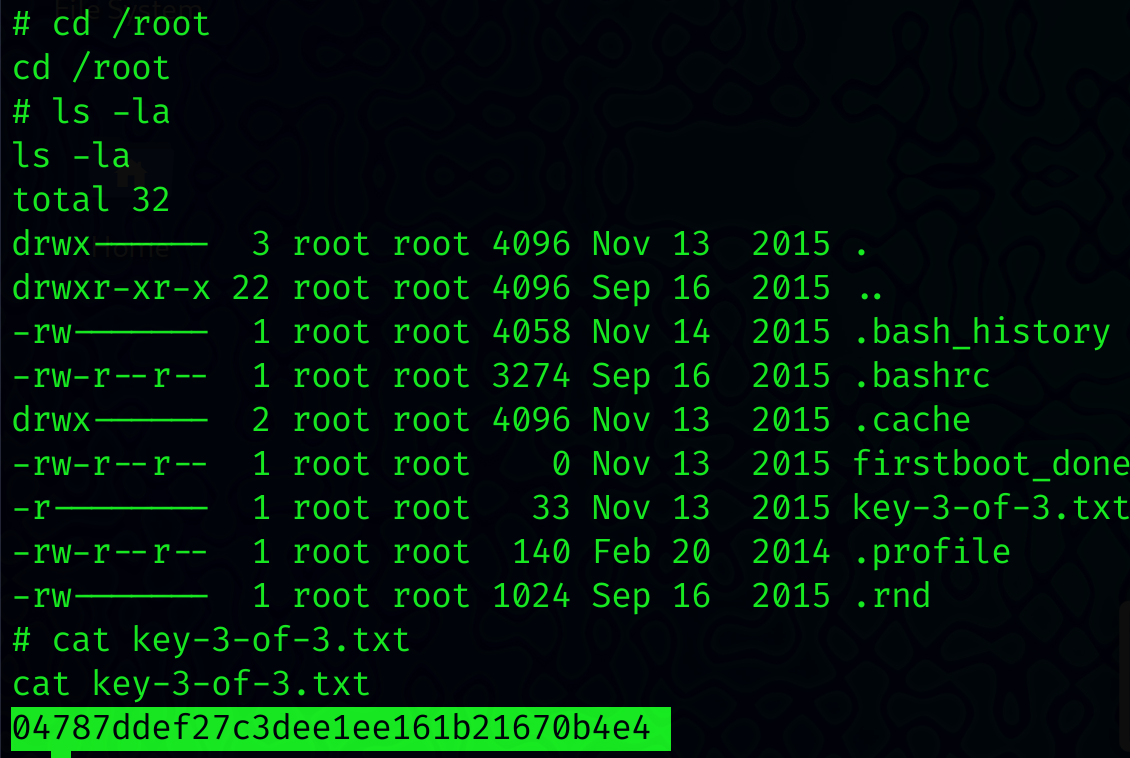 File System
# cd /root
cd /root
# ls -la
ls -la
total 32
drwx------  3 root root 4096 Nov 13  2015 .
Home
drwxr-xr-x 22 root root 4096 Sep 16  2015 ..
-rw-------  1 root root 4058 Nov 14  2015 .bash_history
-rw-r--r--  1 root root 3274 Sep 16  2015 .bashrc
drwx------  2 root root 4096 Nov 13  2015 .cache
-rw-r--r--  1 root root    0 Nov 13  2015 firstboot_done
-r--------  1 root root   33 Nov 13  2015 key-3-of-3.txt
-rw-r--r--  1 root root  140 Feb 20  2014 .profile
-rw-------  1 root root 1024 Sep 16  2015 .rnd
# cat key-3-of-3.txt
cat key-3-of-3.txt
04787ddef27c3dee1ee161b21670b4e4